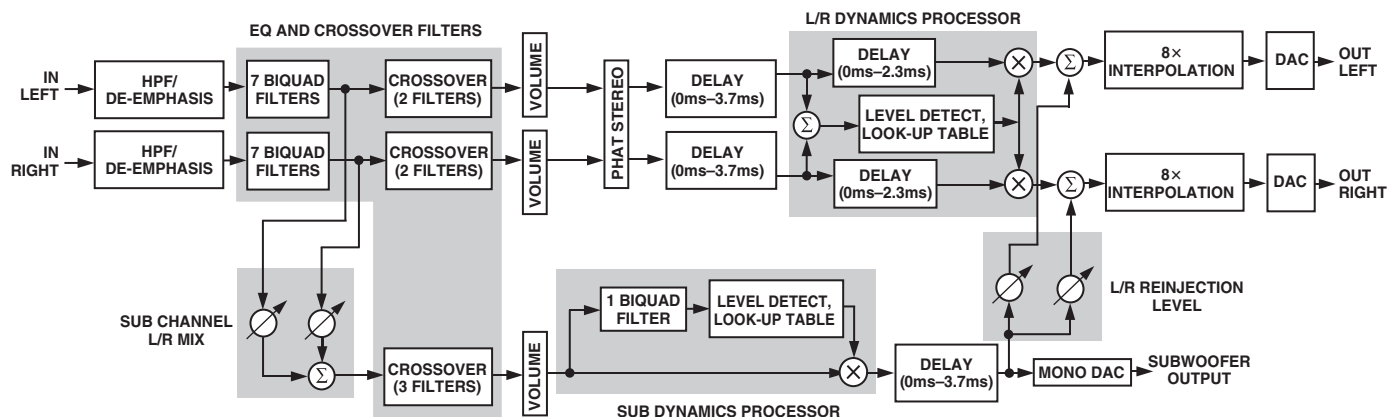 EQ AND CROSSOVER FILTERS
L/R DYNAMICS PROCESSOR
IN
LEFT
HPF/
DE-EMPHASIS
7 BIQUAD
FILTERS
CROSSOVER
(2 FILTERS)
VOLUME
PHAT STEREO
DELAY
(0ms–3.7ms)
DELAY
(0ms–2.3ms)
×
Σ
8×
INTERPOLATION
DAC
OUT
LEFT
Σ
LEVEL DETECT,
LOOK-UP TABLE
IN
RIGHT
HPF/
DE-EMPHASIS
7 BIQUAD
FILTERS
CROSSOVER
(2 FILTERS)
VOLUME
DELAY
(0ms–3.7ms)
DELAY
(0ms–2.3ms)
×
Σ
8×
INTERPOLATION
DAC
OUT
RIGHT
SUB CHANNEL
L/R MIX
Σ
CROSSOVER
(3 FILTERS)
VOLUME
1 BIQUAD
FILTER
LEVEL DETECT,
LOOK-UP TABLE
×
SUB DYNAMICS PROCESSOR
DELAY
(0ms–3.7ms)
L/R REINJECTION
LEVEL
MONO DAC
SUBWOOFER
OUTPUT